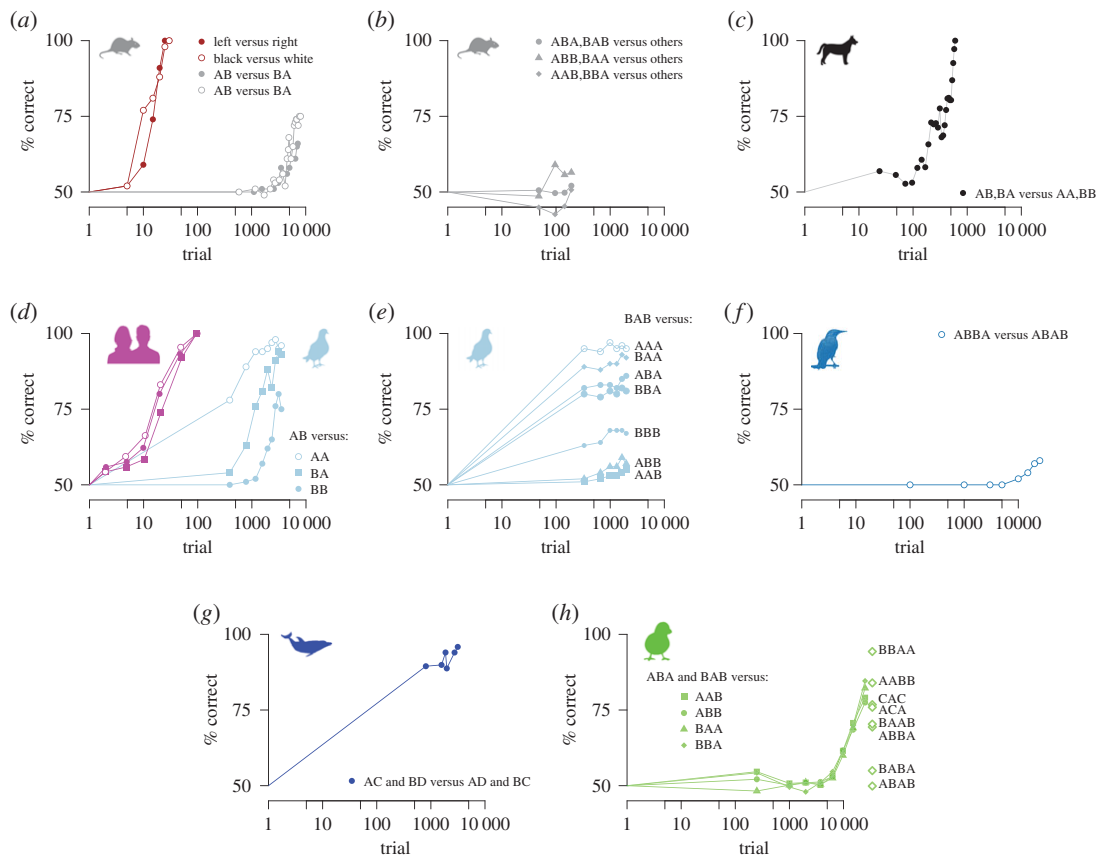 (a)
100
75
50
% correct
1 10 100 1000 10 000
trial
left versus right
black versus white
AB versus BA
AB versus BA
(b)
100
75
50
% correct
1 10 100 1000 10 000
trial
ABA,BAB versus others
ABB,BAA versus others
AAB,BBA versus others
(c)
100
75
50
% correct
1 10 100 1000 10 000
trial
AB,BA versus AA,BB
(d)
100
75
50
% correct
1 10 100 1000 10 000
trial
AB versus:
AA
BA
BB
(e)
100
75
50
% correct
1 10 100 1000 10 000
trial
BAB versus:
AAA
BAA
ABA
BBA
BBB
ABB
AAB
(f)
100
75
50
% correct
1 10 100 1000 10000
trial
ABBA versus ABAB
(g)
100
75
50
% correct
1 10 100 1000 10 000
trial
AC and BD versus AD and BC
(h)
100
75
50
% correct
1 10 100 1000 10 000
trial
ABA and BAB versus:
AAB
ABB
BAA
BBA
BBAA
AABB
CAC
ACA
BAAB
ABBA
BABA
ABAB